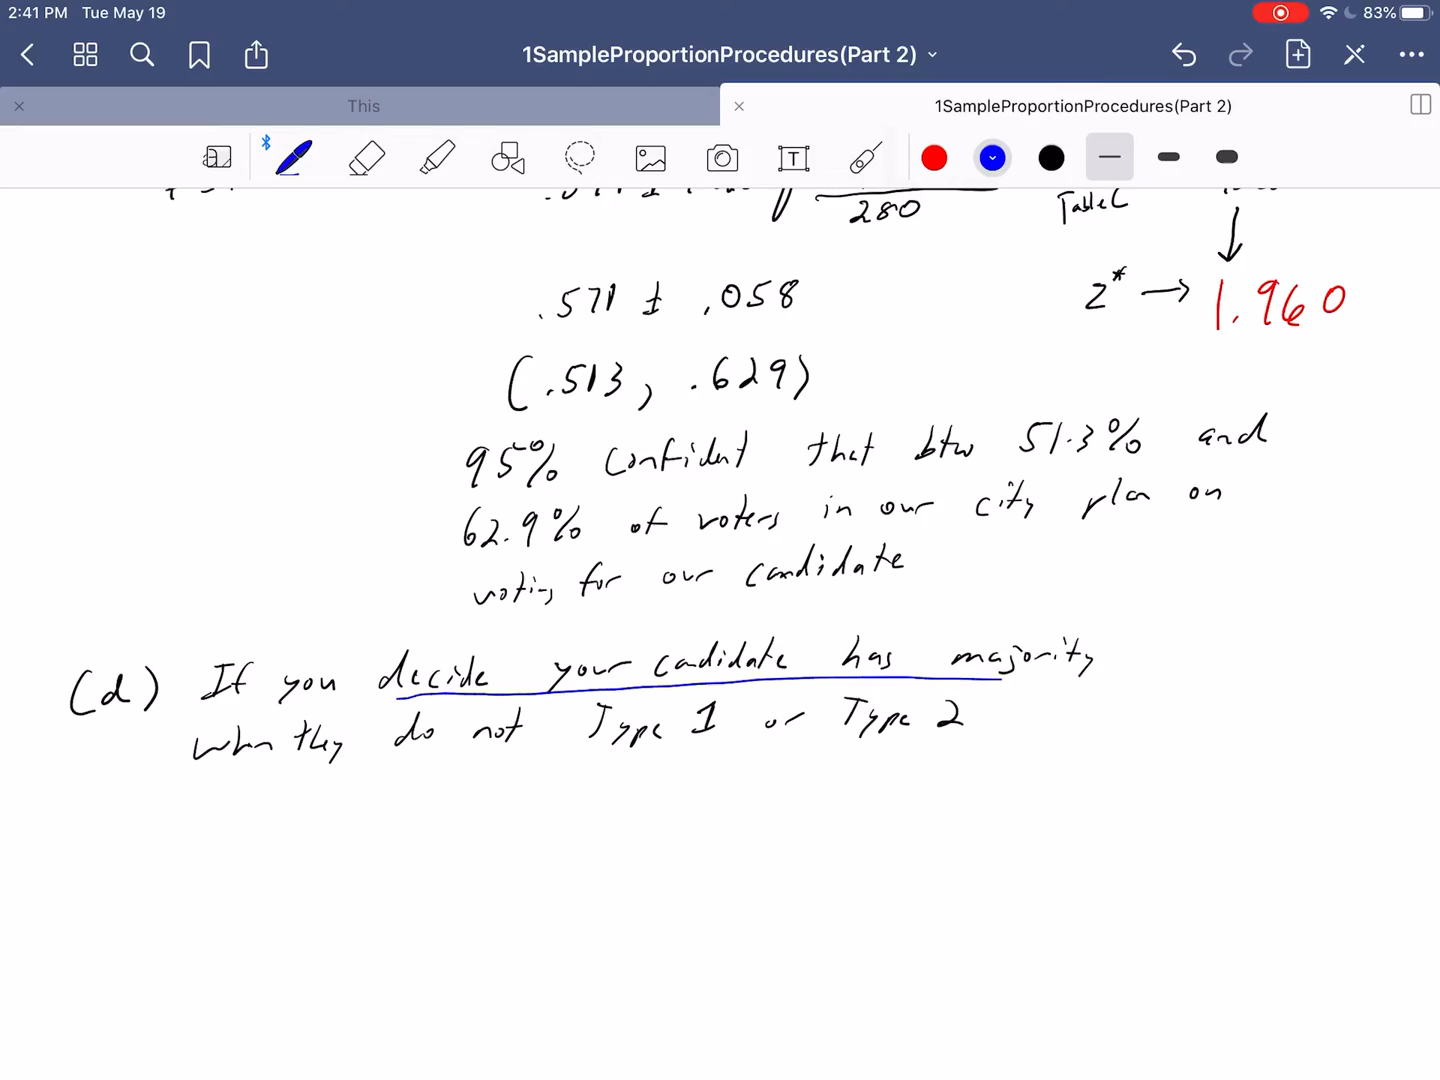 2:41 PM Tue May 19
83%
1SampleProportionProcedures(Part 2)
This
1SampleProportionProcedures(Part 2)
T
280
Table C
.571 ± .058
z* → 1.960
(.513, .629)
95% confident that btw 51.3% and
62.9% of voters in our city plan on
voting for our candidate
(d) If you decide your candidate has majority
when they do not Type 1 or Type 2